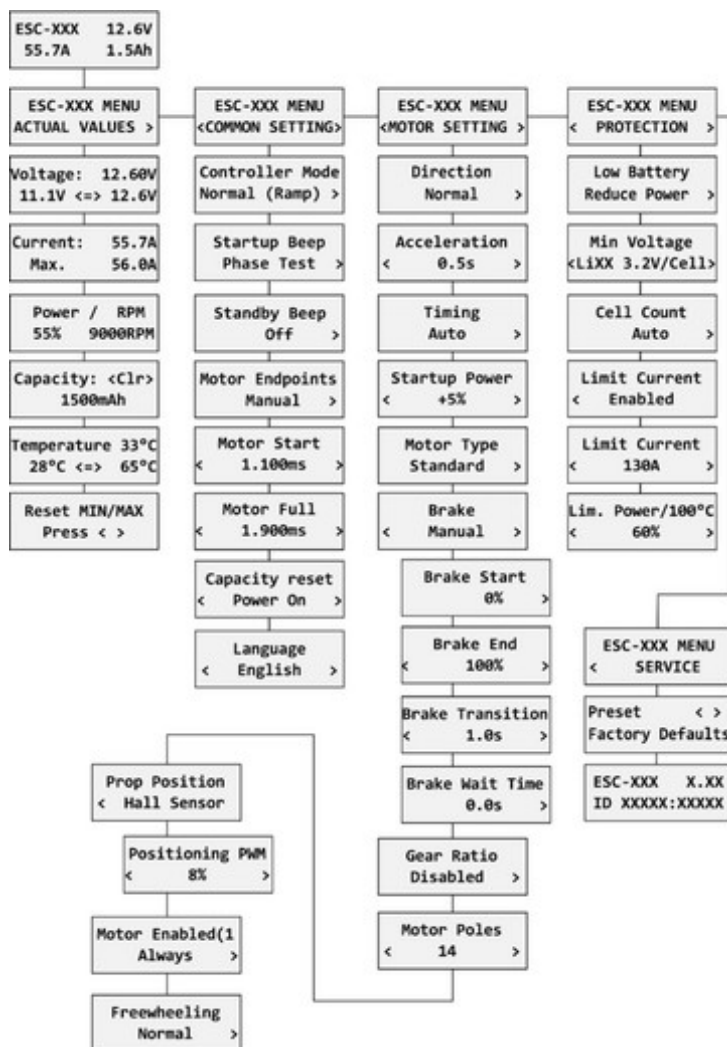 ESC-XXX 12.6V
55.7A 1.5Ah
ESC-XXX MENU
ACTUAL VALUES >
Voltage: 12.60V
11.1V <=> 12.6V
Current: 55.7A
Max. 56.0A
Power / RPM
55% 9000RPM
Capacity: <Clr>
1500mAh
Temperature 33°C
28°C <=> 65°C
Reset MIN/MAX
Press < >
ESC-XXX MENU
<COMMON SETTING>
Controller Mode
Normal (Ramp) >
Startup Beep
Phase Test >
Standby Beep
Off >
Motor Endpoints
Manual >
Motor Start
< 1.100ms >
Motor Full
< 1.900ms >
Capacity reset
< Power On >
Language
< English >
ESC-XXX MENU
<MOTOR SETTING >
Direction
Normal >
Acceleration
< 0.5s >
Timing
Auto >
Startup Power
< +5% >
Motor Type
Standard >
Brake
< Manual >
Brake Start
0% >
Brake End
< 100% >
Brake Transition
< 1.0s >
Brake Wait Time
0.0s >
Gear Ratio
Disabled >
Motor Poles
< 14 >
Prop Position
< Hall Sensor
Positioning PWM
< 8% >
Motor Enabled(1
Always >
Freewheeling
Normal >
ESC-XXX MENU
< PROTECTION >
Low Battery
Reduce Power >
Min Voltage
<LiXX 3.2V/Cell>
Cell Count
Auto >
Limit Current
< Enabled
Limit Current
< 130A >
Lim. Power/100°C
< 60% >
ESC-XXX MENU
< SERVICE
Preset < >
Factory Defaults
ESC-XXX X.XX
ID XXXXX:XXXXX